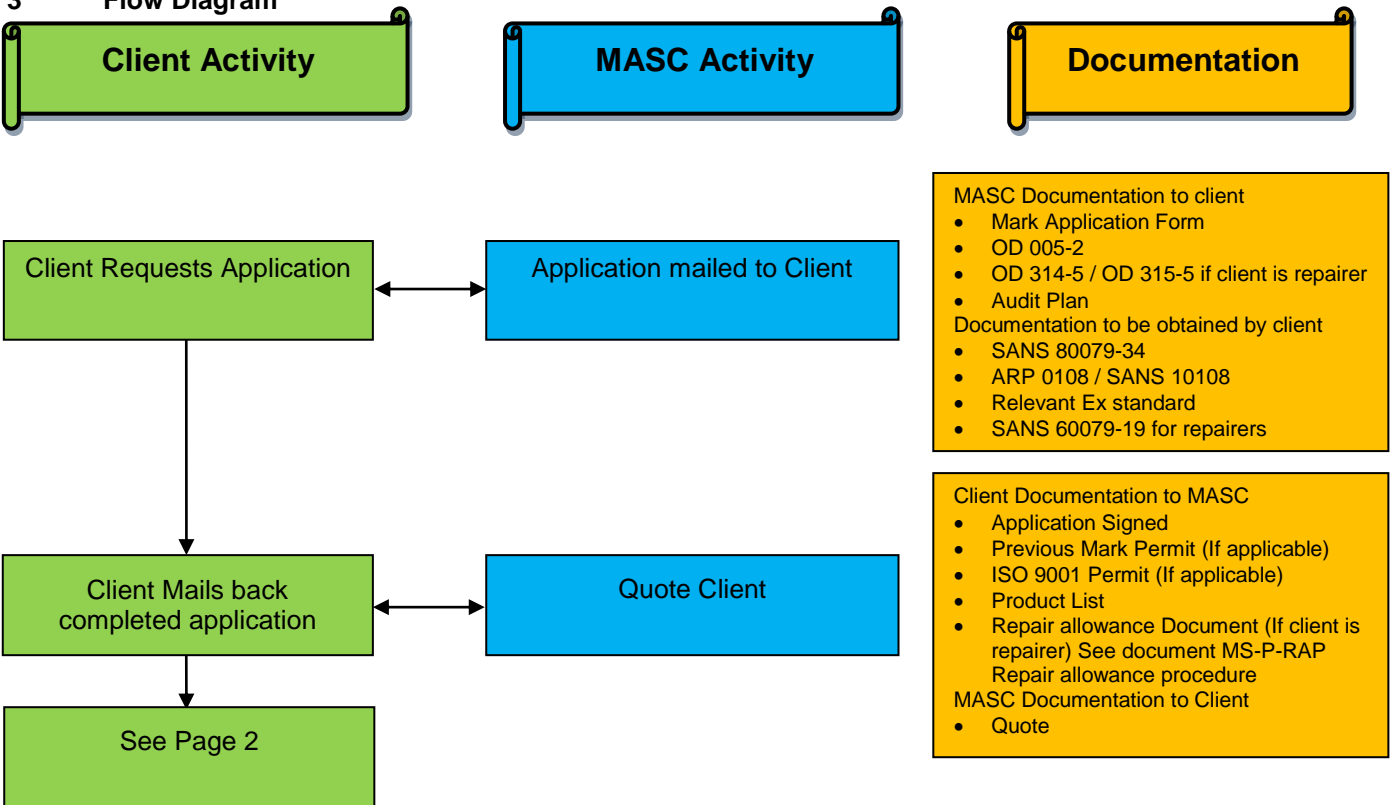 3 Flow Diagram
Client Activity
MASC Activity
Documentation
Client Requests Application
Application mailed to Client
MASC Documentation to client
• Mark Application Form
• OD 005-2
• OD 314-5 / OD 315-5 if client is repairer
• Audit Plan
Documentation to be obtained by client
• SANS 80079-34
• ARP 0108 / SANS 10108
• Relevant Ex standard
• SANS 60079-19 for repairers
Client Mails back
completed application
Quote Client
Client Documentation to MASC
• Application Signed
• Previous Mark Permit (If applicable)
• ISO 9001 Permit (If applicable)
• Product List
• Repair allowance Document (If client is
repairer) See document MS-P-RAP
Repair allowance procedure
MASC Documentation to Client
• Quote
See Page 2